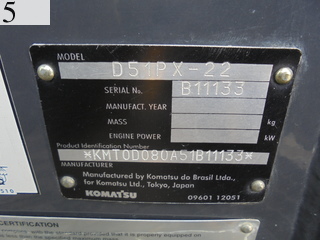 5
MODEL
D51PX-22
SERIAL No.
B11133
MANUFACT. YEAR
MASS kg
ENGINE POWER kW
Product Identification Number
*KMT0D080A51B11133*
MANUFACTURER
Manufactured by Komatsu do Brasil Ltda.,
for Komatsu Ltd., Tokyo, Japan
KOMATSU
09601 12051
CERTIFICATION